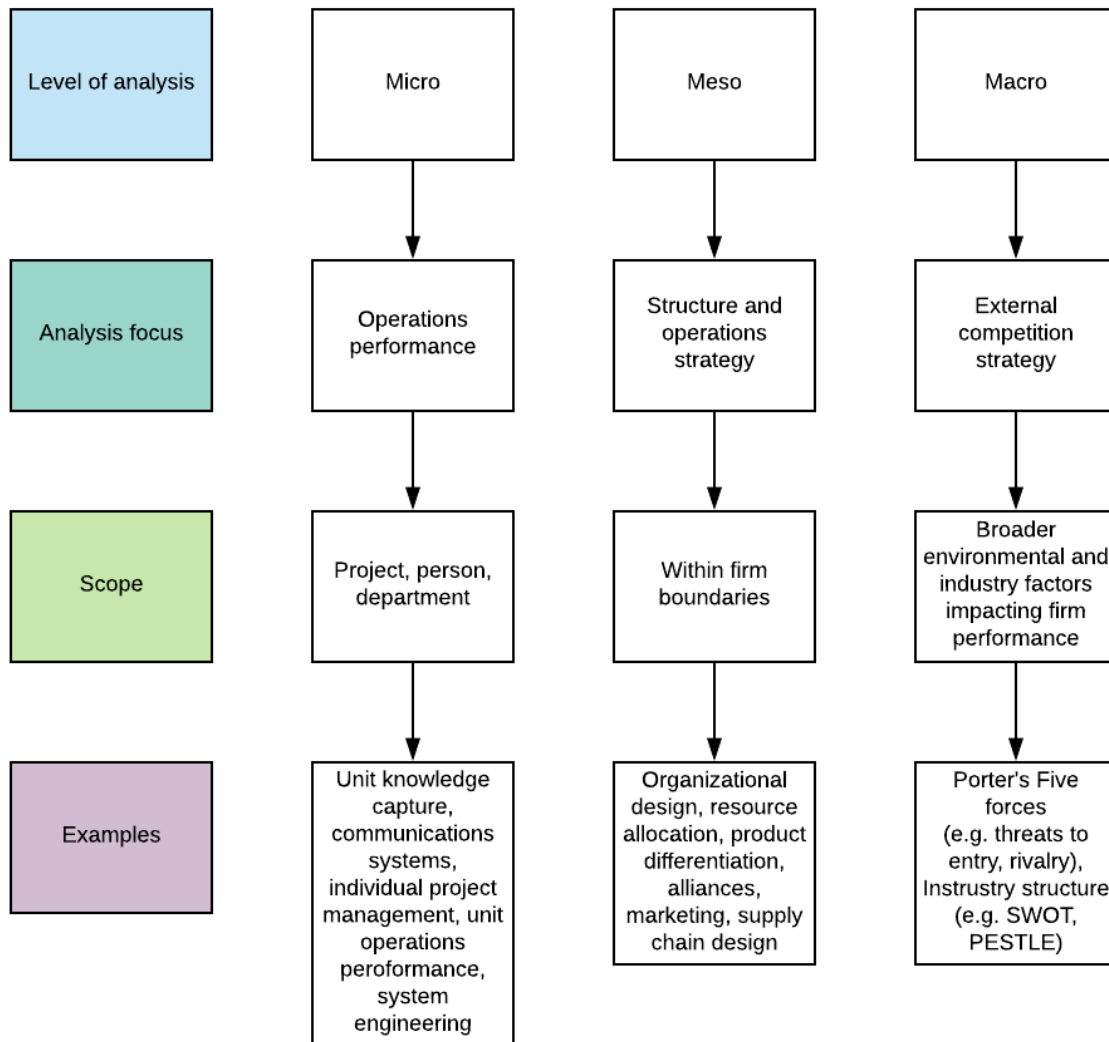 Level of analysis
Micro
Meso
Macro
Analysis focus
Operations
performance
Structure and
operations
strategy
External
competition
strategy
Scope
Project, person,
department
Within firm
boundaries
Broader
environmental and
industry factors
impacting firm
performance
Examples
Unit knowledge
capture,
communications
systems,
individual project
management, unit
operations
peroformance,
system
engineering
Organizational
design, resource
allocation, product
differentiation,
alliances,
marketing, supply
chain design
Porter's Five
forces
(e.g. threats to
entry, rivalry),
Instrustry structure
(e.g. SWOT,
PESTLE)